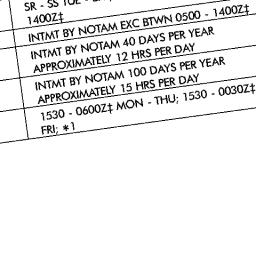 SR - SS TUE -
1400Z‡
INTMT BY NOTAM EXC BTWN 0500 - 1400Z‡
INTMT BY NOTAM 40 DAYS PER YEAR
APPROXIMATELY 12 HRS PER DAY
INTMT BY NOTAM 100 DAYS PER YEAR
APPROXIMATELY 15 HRS PER DAY
1530 - 0600Z‡ MON - THU; 1530 - 0030Z‡
FRI; *1